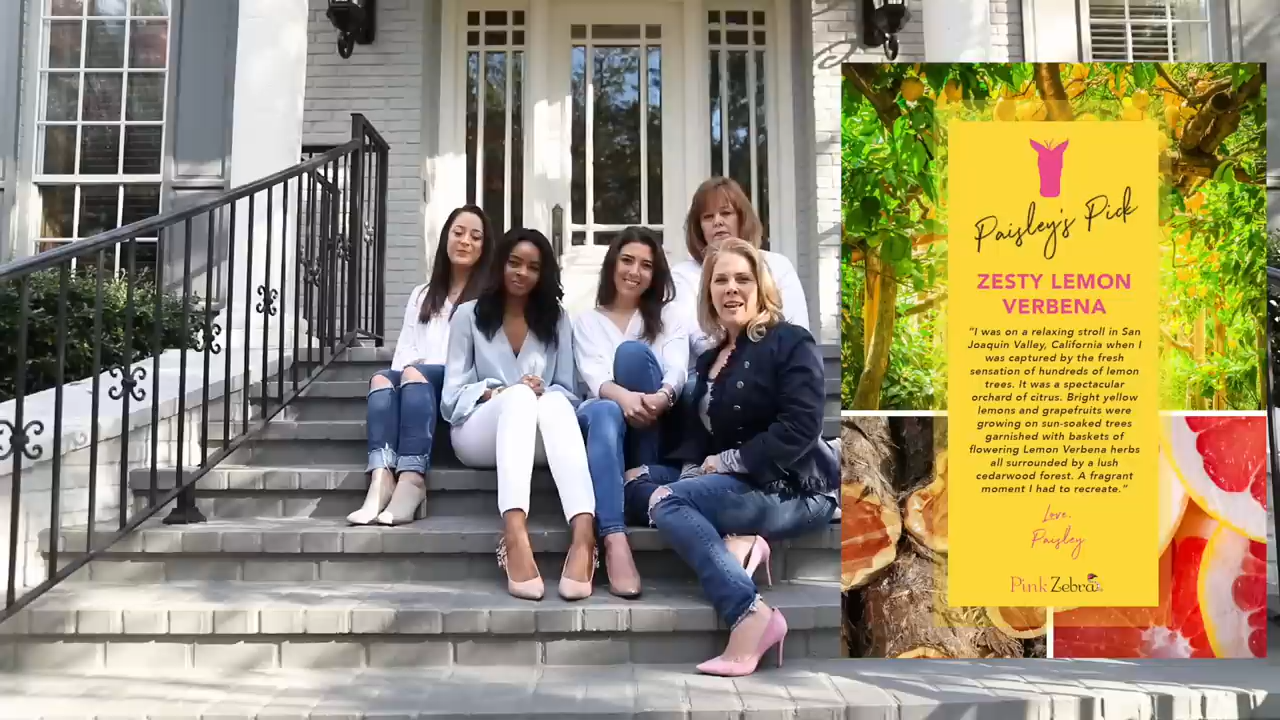 Paisley's Pick
ZESTY LEMON
VERBENA
"I was on a relaxing stroll in San
Joaquin Valley, California when I
was captured by the fresh
sensation of hundreds of lemon
trees. It was a spectacular
orchard of citrus. Bright yellow
lemons and grapefruits were
growing on sun-soaked trees
garnished with baskets of
flowering Lemon Verbena herbs
all surrounded by a lush
cedarwood forest. A fragrant
moment I had to recreate."
Love,
Paisley
Pink Zebra